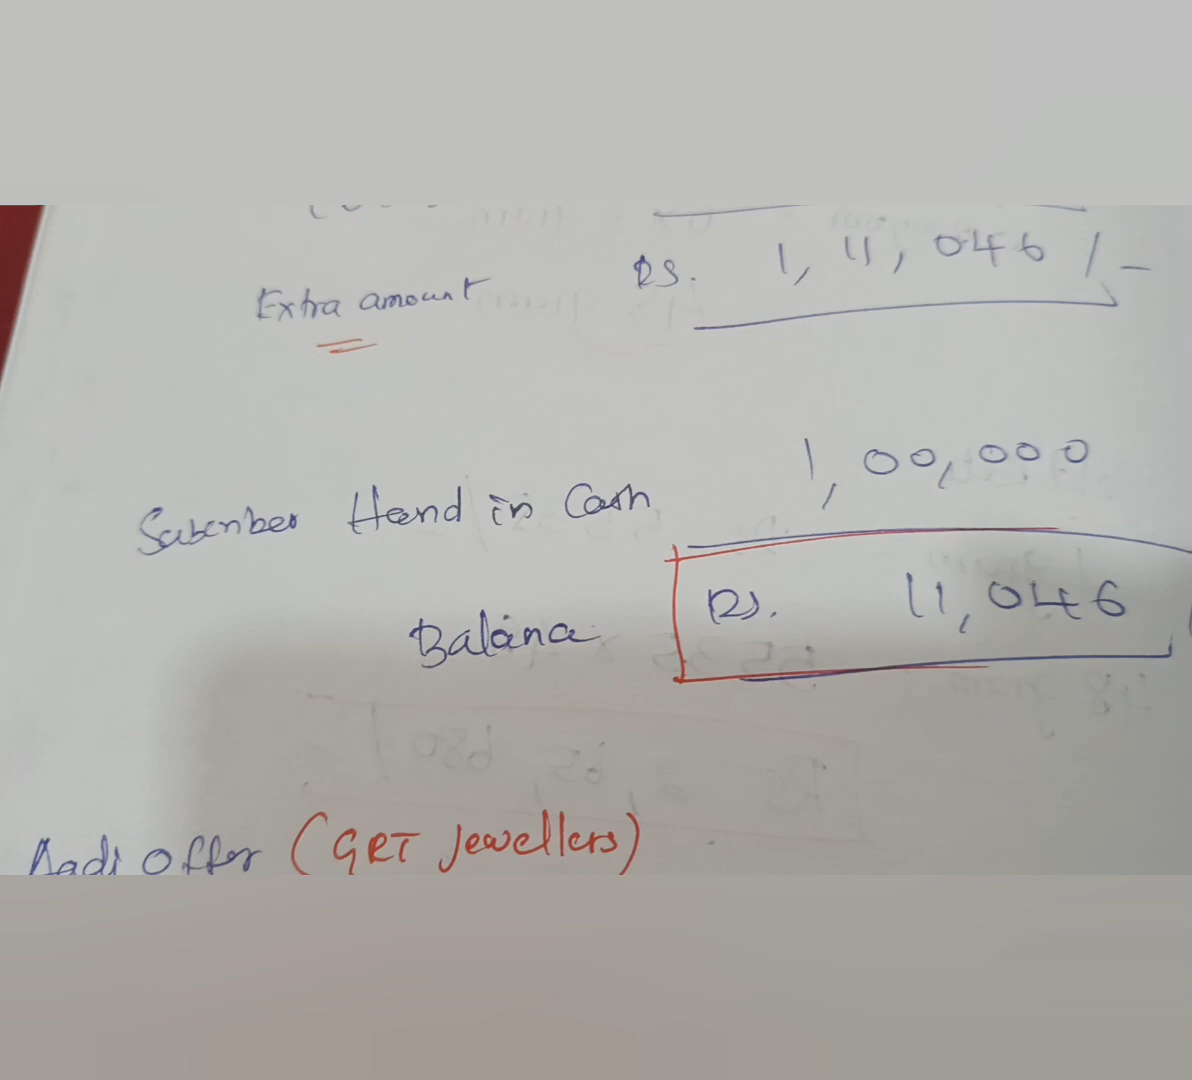 Extra amount Rs. 1, 11, 046 /-
1, 00, 000
Subcriber Hand in Cash
Balance Rs. 11, 046
Aadi Offer (GRT Jewellers)